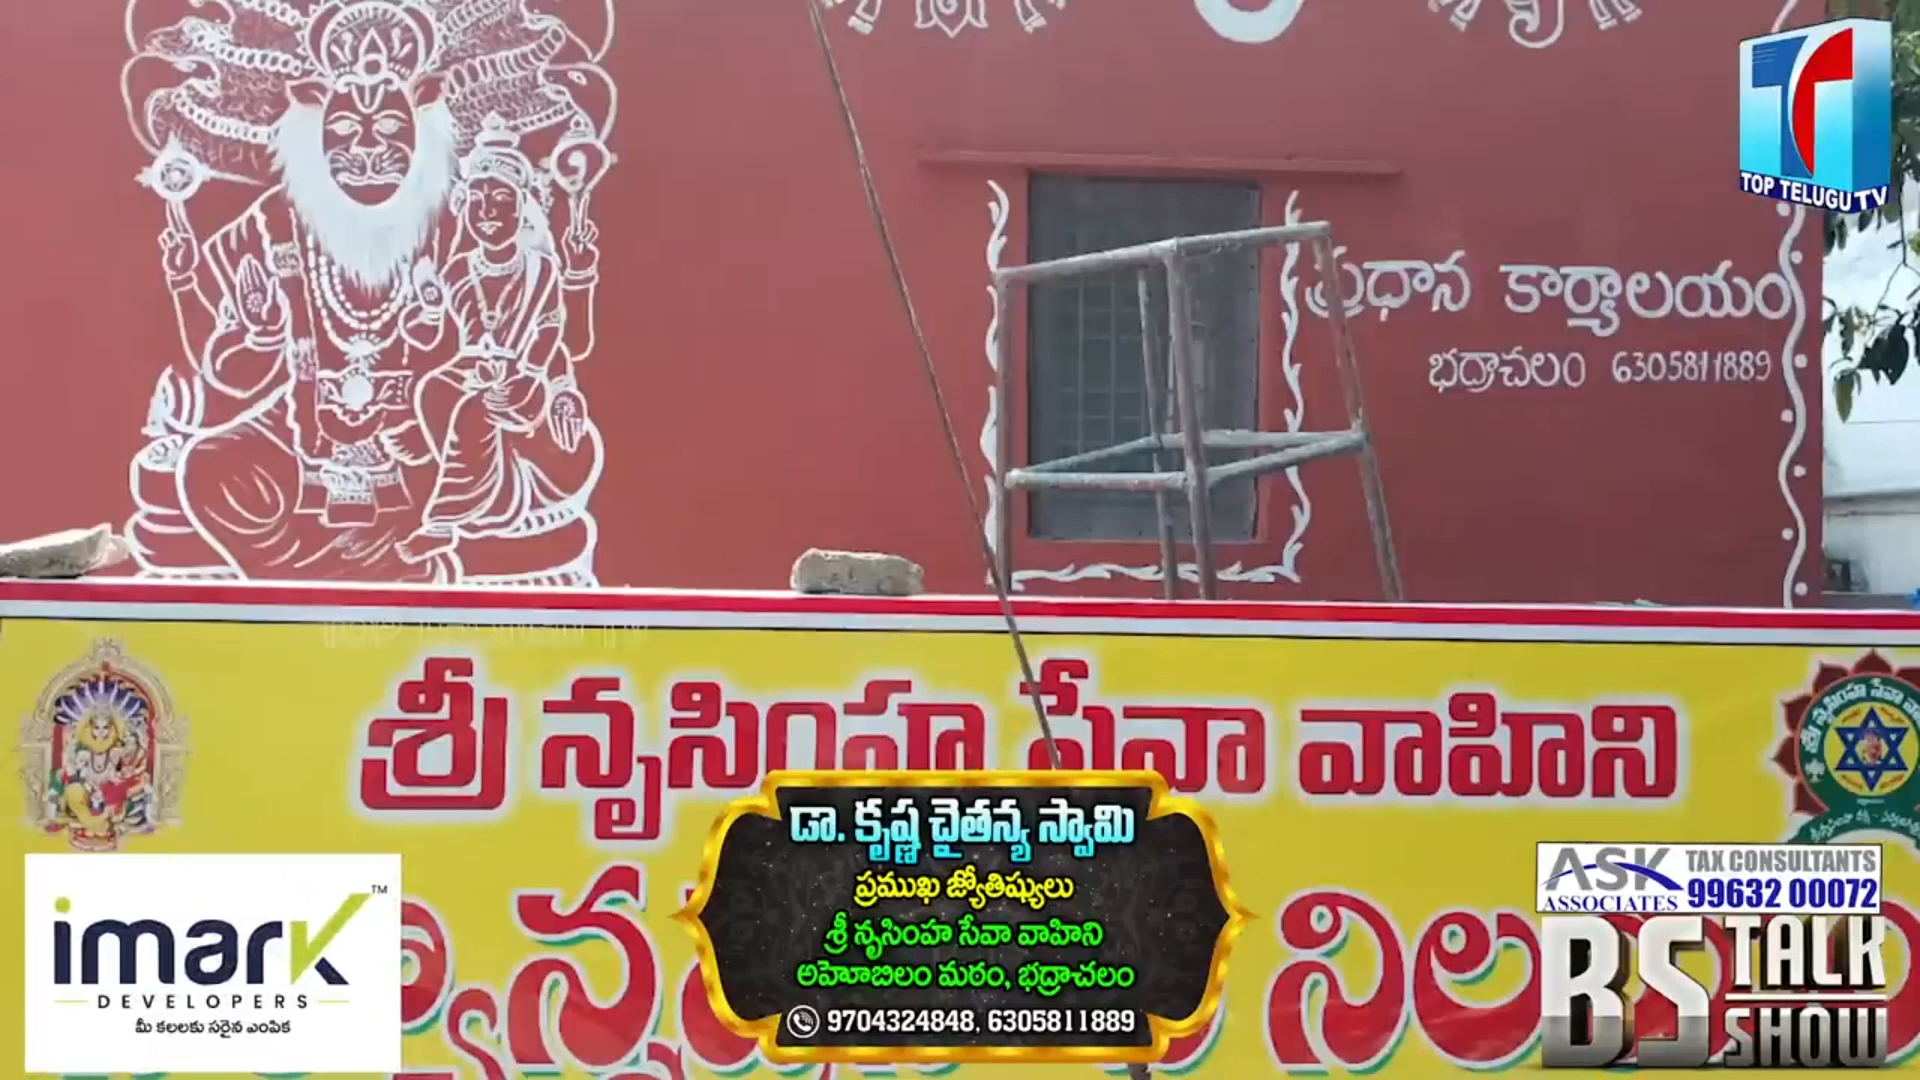 TOP TELUGU TV
ప్రధాన కార్యాలయం
భద్రాచలం 6305811889
శ్రీ నృసింహ సేవా వాహిని
డా. కృష్ణ చైతన్య స్వామి
ప్రముఖ జ్యోతిష్యులు
శ్రీ నృసింహ సేవా వాహిని
అహోబిలం మఠం, భద్రాచలం
9704324848, 6305811889
imark™
DEVELOPERS
మీ కలలకు సరైన ఎంపిక
ASK ASSOCIATES
TAX CONSULTANTS
99632 00072
BS TALK SHOW